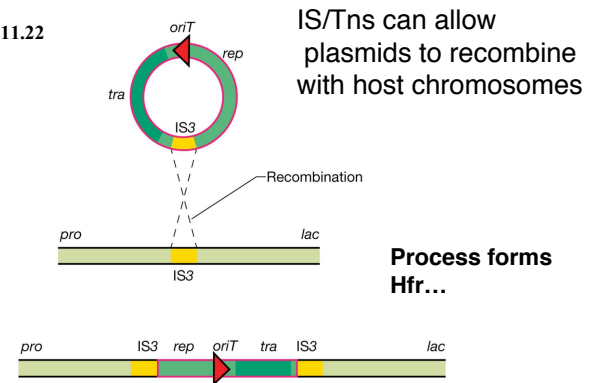 11.22
IS/Tns can allow
plasmids to recombine
with host chromosomes
oriT
rep
tra
IS3
Recombination
pro
lac
IS3
Process forms
Hfr…
pro IS3 rep oriT tra IS3 lac